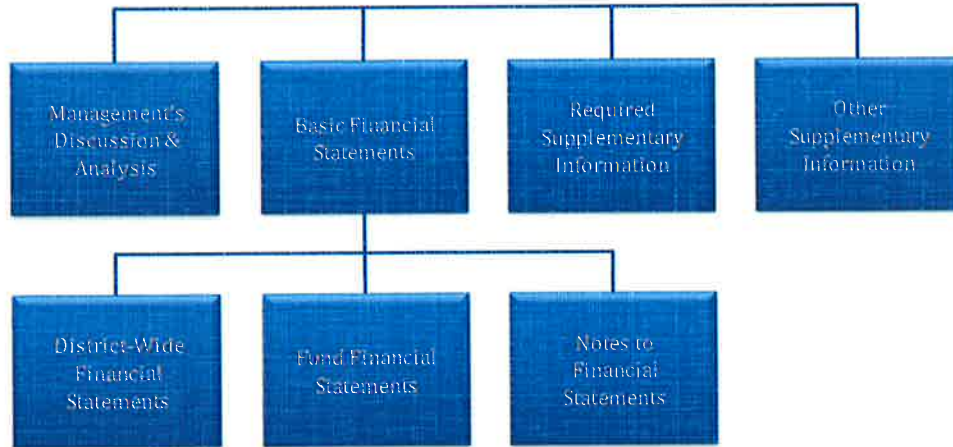 Management's
Discussion &
Analysis
Basic Financial
Statements
Required
Supplementary
Information
Other
Supplementary
Information
District-Wide
Financial
Statements
Fund Financial
Statements
Notes to
Financial
Statements